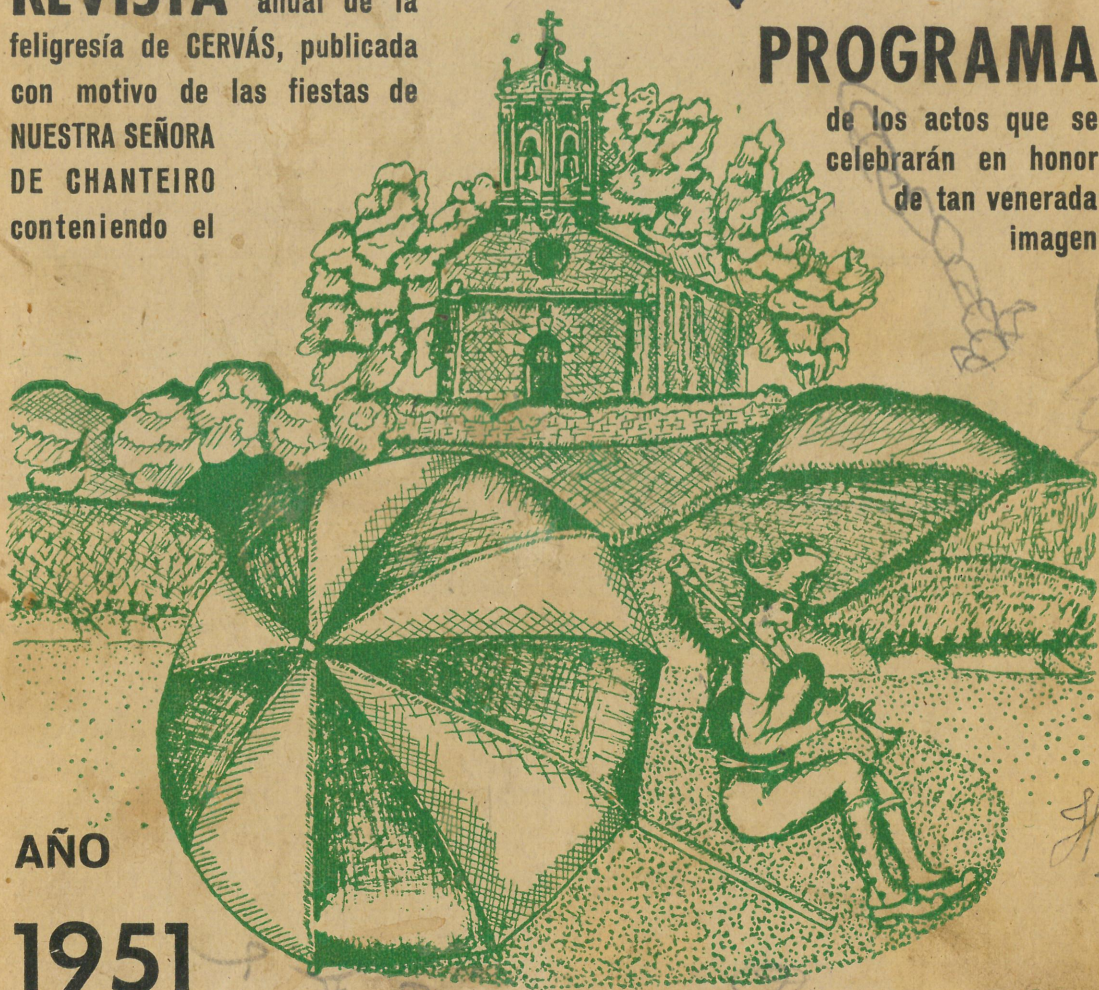 REVISTA anual de la
feligresía de CERVÁS, publicada
con motivo de las fiestas de
NUESTRA SEÑORA
DE CHANTEIRO
conteniendo el
PROGRAMA
de los actos que se
celebrarán en honor
de tan venerada
imagen
AÑO
1951